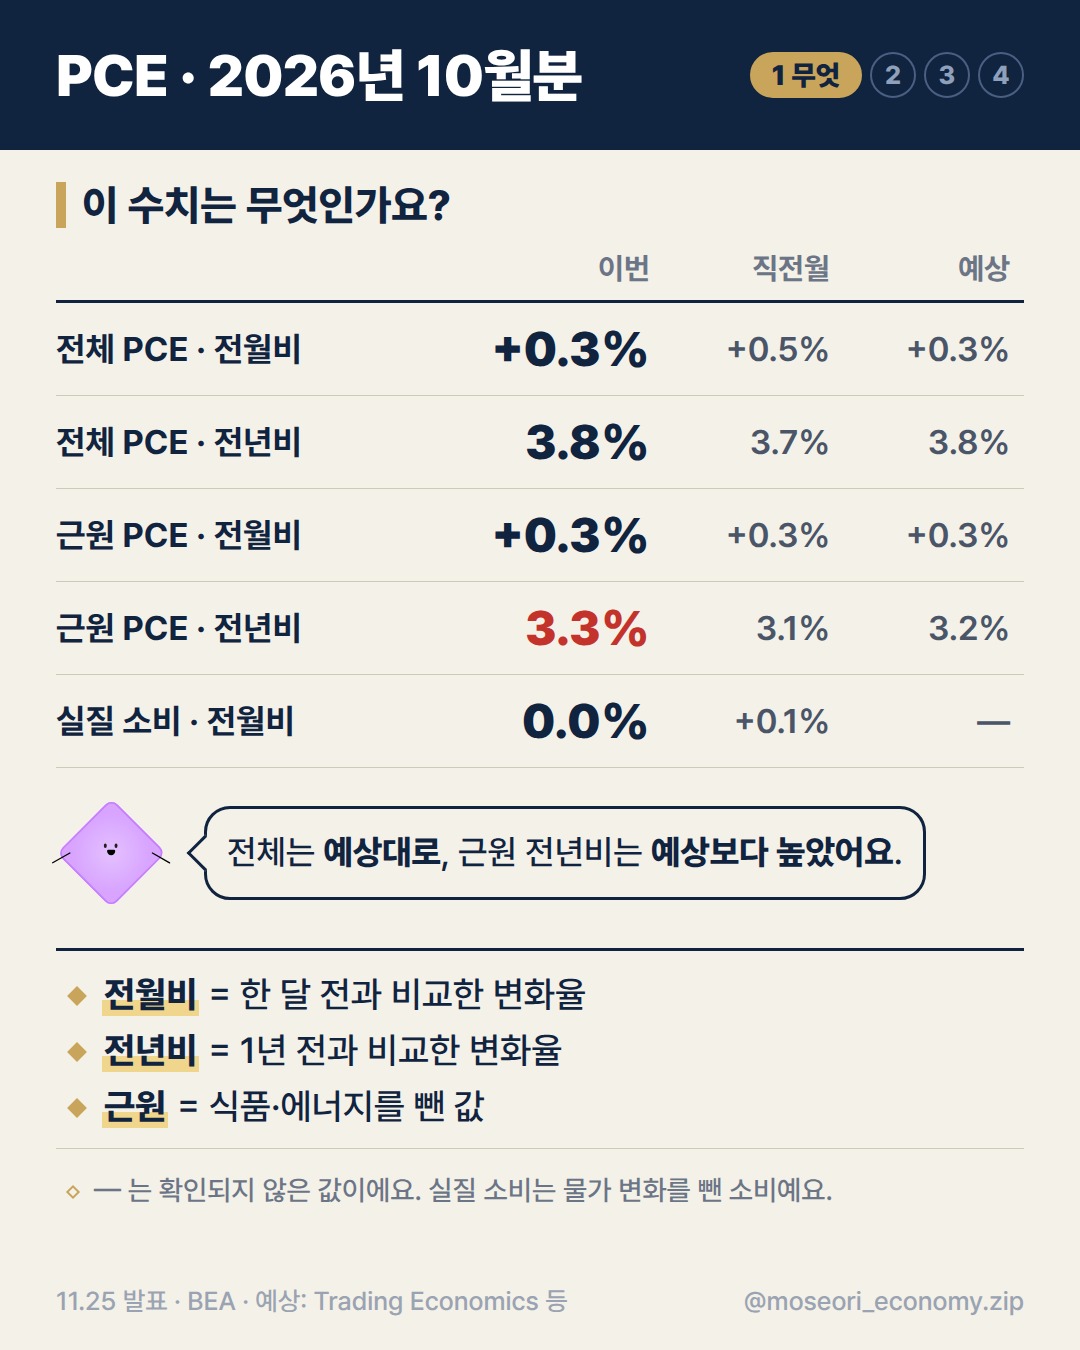 PCE · 2026년 10월분
1 무엇 2 3 4
이 수치는 무엇인가요?
이번 직전월 예상
전체 PCE · 전월비 +0.3% +0.5% +0.3%
전체 PCE · 전년비 3.8% 3.7% 3.8%
근원 PCE · 전월비 +0.3% +0.3% +0.3%
근원 PCE · 전년비 3.3% 3.1% 3.2%
실질 소비 · 전월비 0.0% +0.1% —
전체는 예상대로, 근원 전년비는 예상보다 높았어요.
전월비 = 한 달 전과 비교한 변화율
전년비 = 1년 전과 비교한 변화율
근원 = 식품·에너지를 뺀 값
— 는 확인되지 않은 값이에요. 실질 소비는 물가 변화를 뺀 소비예요.
11.25 발표 · BEA · 예상: Trading Economics 등
@moseori_economy.zip